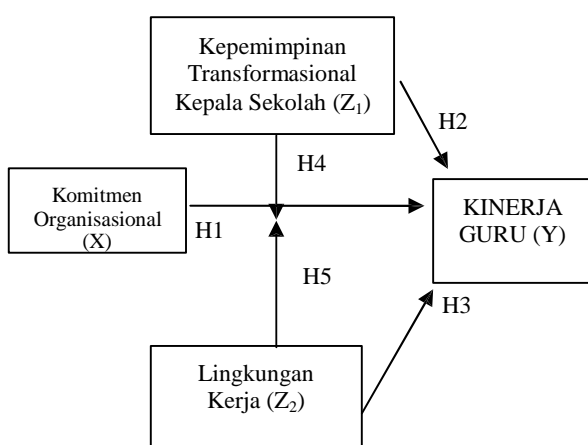 Kepemimpinan
Transformasional
Kepala Sekolah (Z₁)
H2
H4
Komitmen
Organisasional
(X)
H1
KINERJA
GURU (Y)
H5
H3
Lingkungan
Kerja (Z₂)